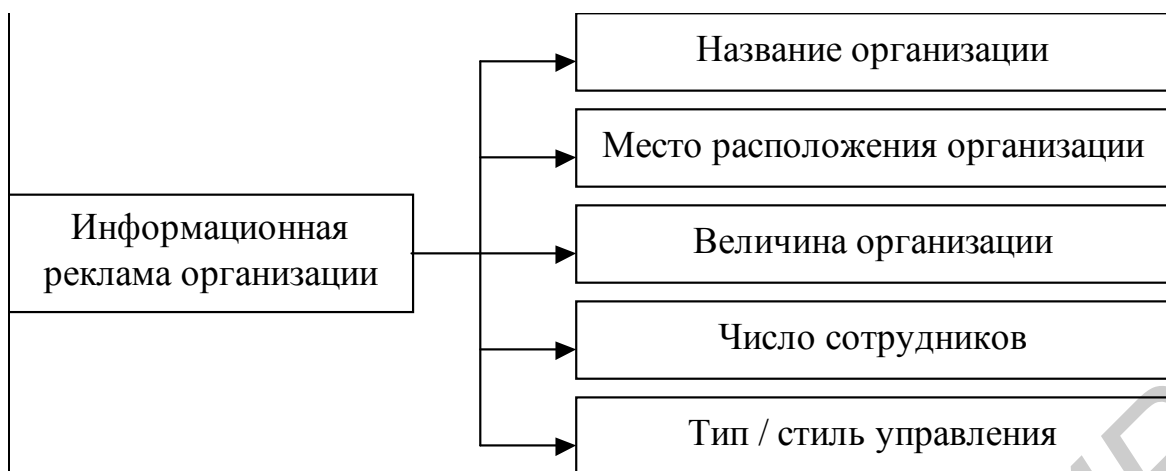 Название организации
Место расположения организации
Информационная
реклама организации
Величина организации
Число сотрудников
Тип / стиль управления